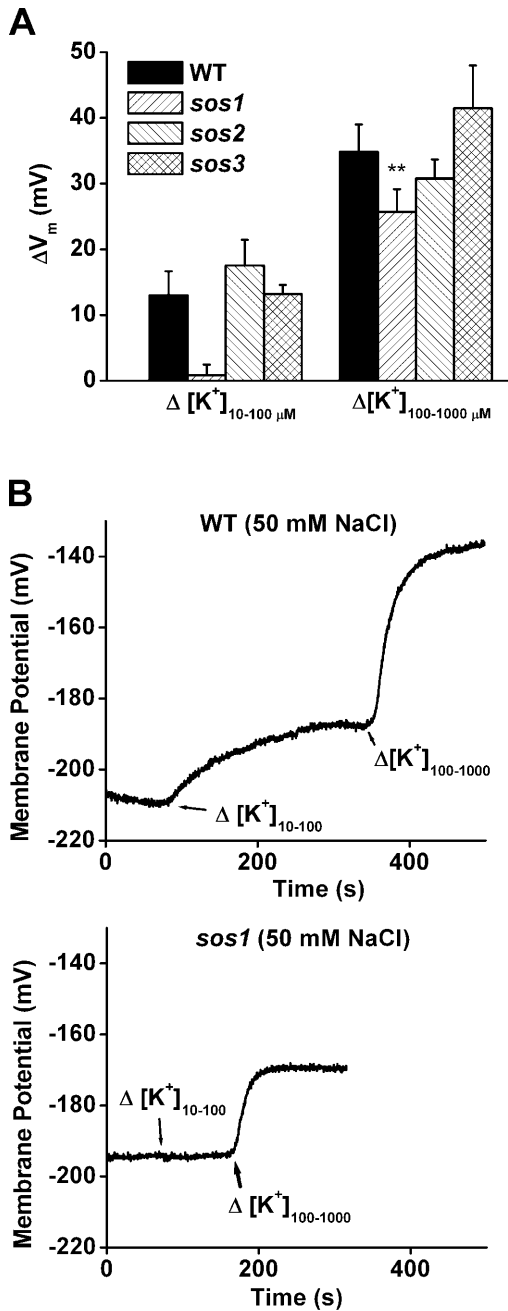 A
50
40
30
20
10
0
ΔVm (mV)
WT
sos1
sos2
sos3
**
Δ [K+]10-100 μM
Δ[K+]100-1000 μM
B
WT (50 mM NaCl)
-140
-160
-180
-200
-220
Membrane Potential (mV)
Δ[K+]100-1000
Δ [K+]10-100
0
200
400
Time (s)
sos1 (50 mM NaCl)
-140
-160
-180
-200
-220
Membrane Potential (mV)
Δ [K+]10-100
Δ [K+]100-1000
0
200
400
Time (s)